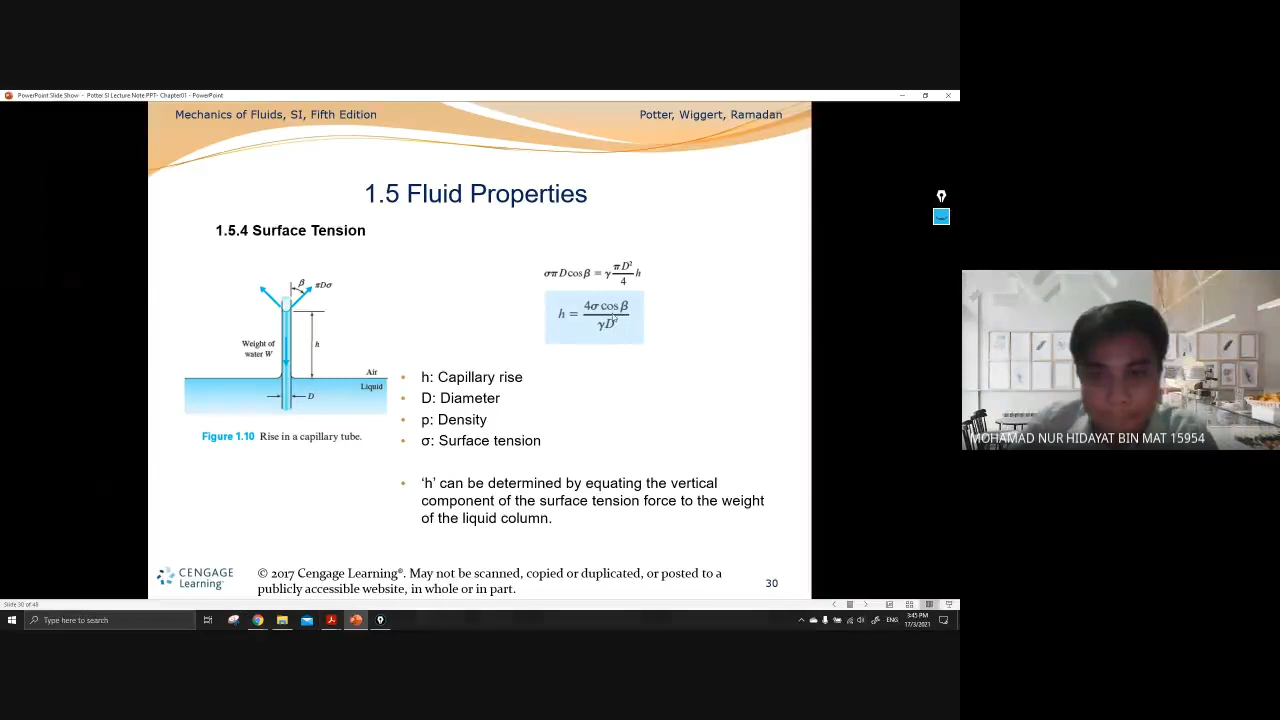 PowerPoint Slide Show - Potter SI Lecture Note PPT- Chapter01 - PowerPoint
Mechanics of Fluids, SI, Fifth Edition
Potter, Wiggert, Ramadan
1.5 Fluid Properties
1.5.4 Surface Tension
β
πDσ
Weight of
water W
h
Air
Liquid
D
Figure 1.10 Rise in a capillary tube.
σπD cos β = γ πD²/4 h
h = 4σ cos β / γD
• h: Capillary rise
• D: Diameter
• p: Density
• σ: Surface tension
• ‘h’ can be determined by equating the vertical
component of the surface tension force to the weight
of the liquid column.
CENGAGE
Learning™
© 2017 Cengage Learning®. May not be scanned, copied or duplicated, or posted to a
publicly accessible website, in whole or in part.
30
Slide 30 of 48
Type here to search
ENG
3:45 PM
17/3/2021
MOHAMAD NUR HIDAYAT BIN MAT 15954